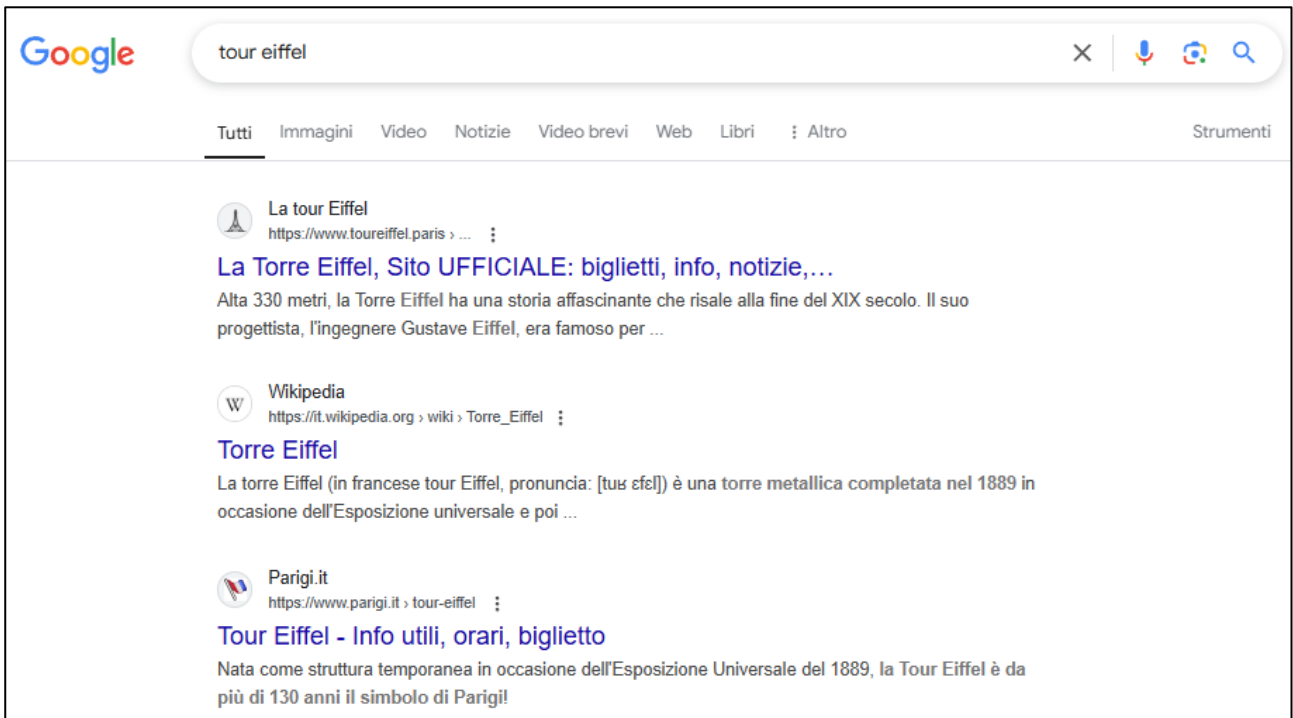 Google
tour eiffel
Tutti Immagini Video Notizie Video brevi Web Libri Altro Strumenti
La tour Eiffel
https://www.toureiffel.paris › ...
La Torre Eiffel, Sito UFFICIALE: biglietti, info, notizie,…
Alta 330 metri, la Torre Eiffel ha una storia affascinante che risale alla fine del XIX secolo. Il suo
progettista, l'ingegnere Gustave Eiffel, era famoso per ...
W
Wikipedia
https://it.wikipedia.org › wiki › Torre_Eiffel
Torre Eiffel
La torre Eiffel (in francese tour Eiffel, pronuncia: [tuʁ ɛfɛl]) è una torre metallica completata nel 1889 in
occasione dell'Esposizione universale e poi ...
Parigi.it
https://www.parigi.it › tour-eiffel
Tour Eiffel - Info utili, orari, biglietto
Nata come struttura temporanea in occasione dell'Esposizione Universale del 1889, la Tour Eiffel è da
più di 130 anni il simbolo di Parigi!